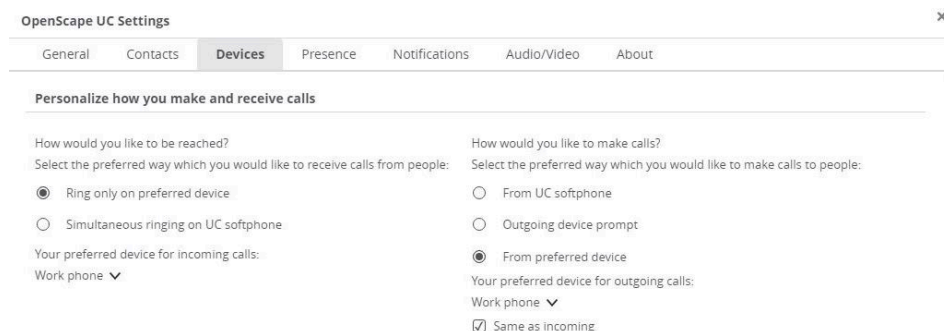 OpenScape UC Settings
General Contacts Devices Presence Notifications Audio/Video About
Personalize how you make and receive calls
How would you like to be reached?
Select the preferred way which you would like to receive calls from people:
Ring only on preferred device
Simultaneous ringing on UC softphone
Your preferred device for incoming calls:
Work phone
How would you like to make calls?
Select the preferred way which you would like to make calls to people:
From UC softphone
Outgoing device prompt
From preferred device
Your preferred device for outgoing calls:
Work phone
Same as incoming